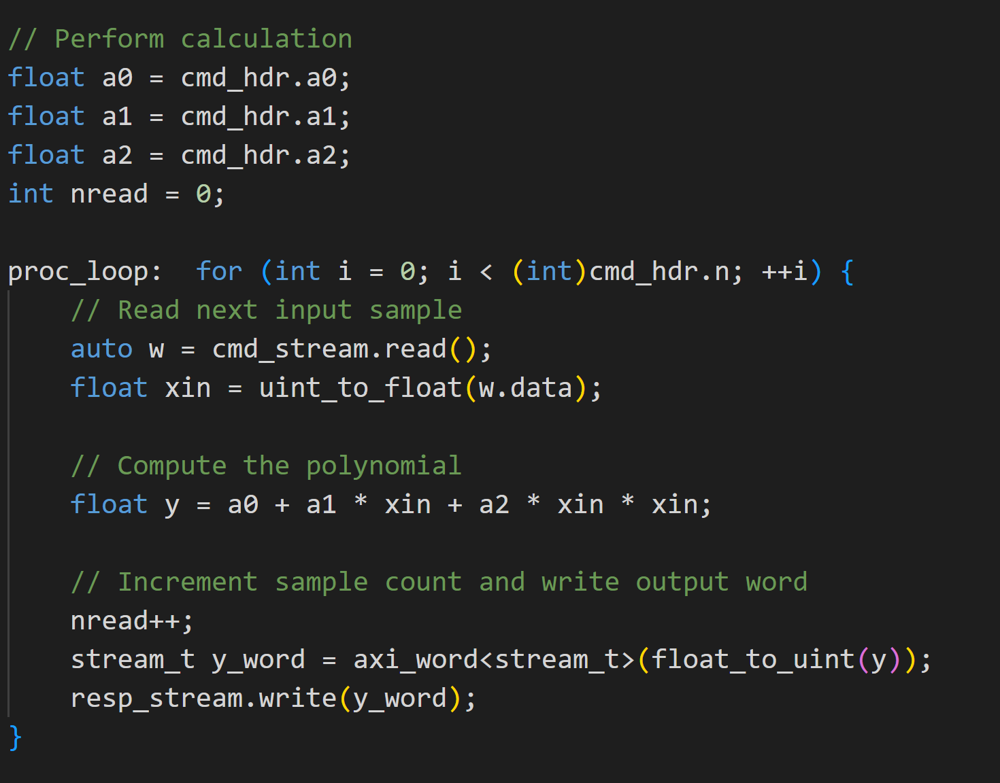 // Perform calculation
float a0 = cmd_hdr.a0;
float a1 = cmd_hdr.a1;
float a2 = cmd_hdr.a2;
int nread = 0;
proc_loop:  for (int i = 0; i < (int)cmd_hdr.n; ++i) {
    // Read next input sample
    auto w = cmd_stream.read();
    float xin = uint_to_float(w.data);
    // Compute the polynomial
    float y = a0 + a1 * xin + a2 * xin * xin;
    // Increment sample count and write output word
    nread++;
    stream_t y_word = axi_word<stream_t>(float_to_uint(y));
    resp_stream.write(y_word);
}